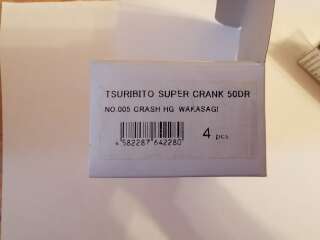 TSURIBITO SUPER CRANK 50DR
NO.005 CRASH HG WAKASAGI
4 pcs
4 582287 642280